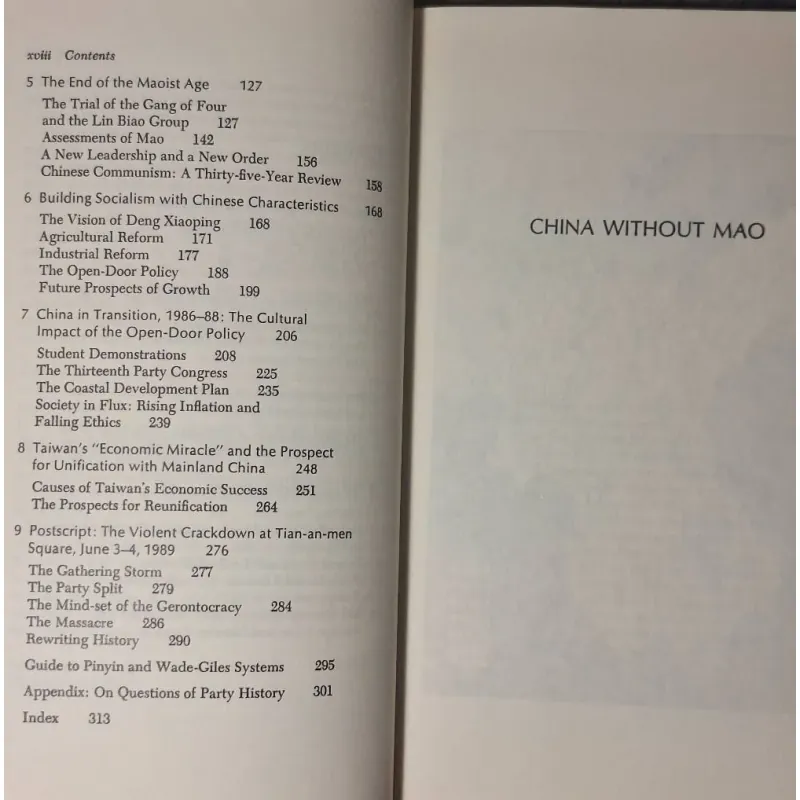 xviii Contents
5 The End of the Maoist Age 127
The Trial of the Gang of Four
and the Lin Biao Group 127
Assessments of Mao 142
A New Leadership and a New Order 156
Chinese Communism: A Thirty-five-Year Review 158
6 Building Socialism with Chinese Characteristics 168
The Vision of Deng Xiaoping 168
Agricultural Reform 171
Industrial Reform 177
The Open-Door Policy 188
Future Prospects of Growth 199
7 China in Transition, 1986–88: The Cultural
Impact of the Open-Door Policy 206
Student Demonstrations 208
The Thirteenth Party Congress 225
The Coastal Development Plan 235
Society in Flux: Rising Inflation and
Falling Ethics 239
8 Taiwan's "Economic Miracle" and the Prospect
for Unification with Mainland China 248
Causes of Taiwan's Economic Success 251
The Prospects for Reunification 264
9 Postscript: The Violent Crackdown at Tian-an-men
Square, June 3–4, 1989 276
The Gathering Storm 277
The Party Split 279
The Mind-set of the Gerontocracy 284
The Massacre 286
Rewriting History 290
Guide to Pinyin and Wade-Giles Systems 295
Appendix: On Questions of Party History 301
Index 313
CHINA WITHOUT MAO